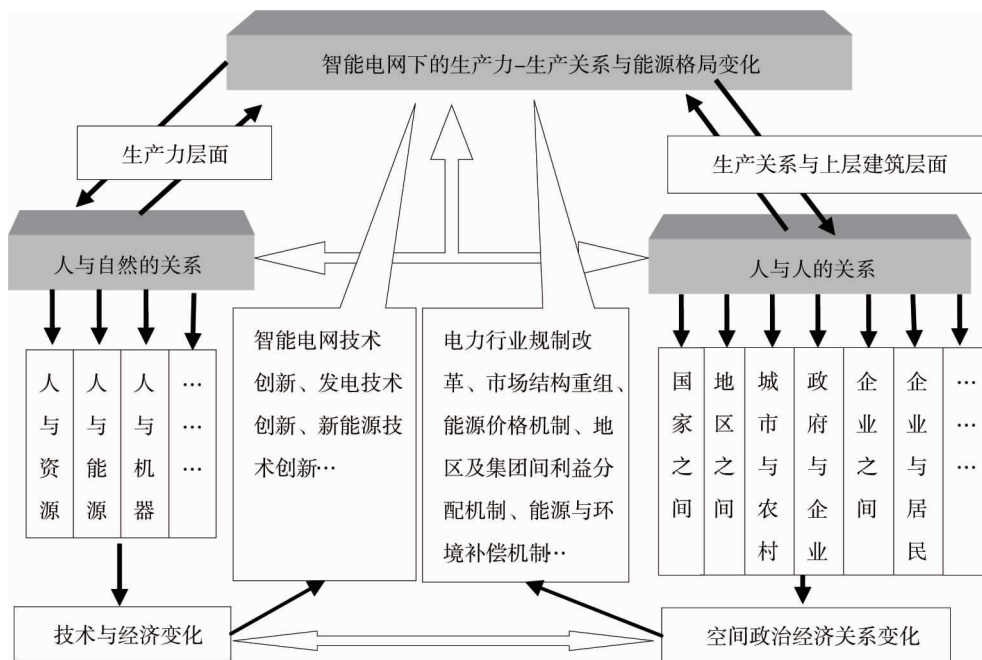 智能电网下的生产力-生产关系与能源格局变化
生产力层面
生产关系与上层建筑层面
人与自然的关系
人与人的关系
人与资源
人与能源
人与机器
……
智能电网技术
创新、发电技术
创新、新能源技
术创新…
电力行业规制改
革、市场结构重组、
能源价格机制、地
区及集团间利益分
配机制、能源与环
境补偿机制…
国家之间
地区之间
城市与农村
政府与企业
企业之间
企业与居民
……
技术与经济变化
空间政治经济关系变化